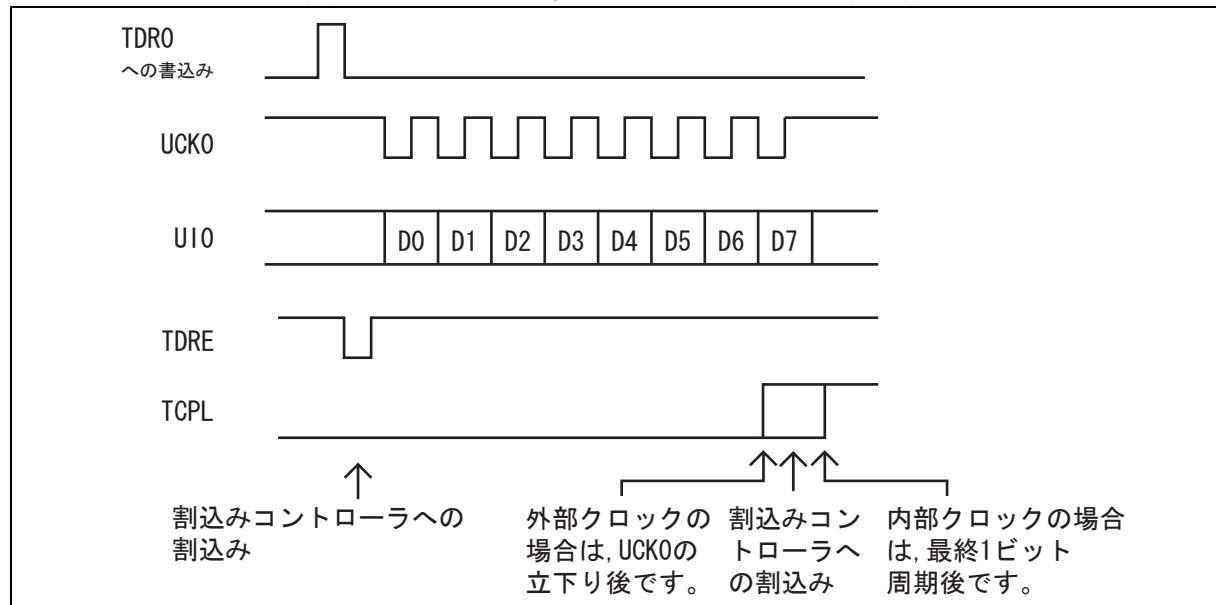 TDR0
への書込み
UCK0
UI0
D0 D1 D2 D3 D4 D5 D6 D7
TDRE
TCPL
割込みコントローラへの
割込み
外部クロックの
場合は,UCK0の
立下り後です。
割込みコン
トローラへ
の割込み
内部クロックの場合
は,最終1ビット
周期後です。